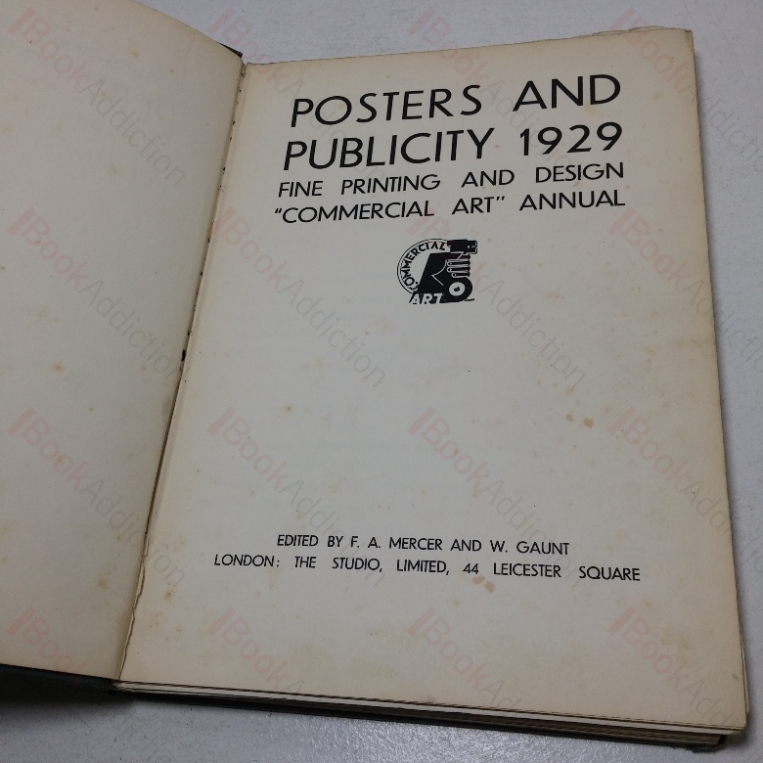 POSTERS AND
PUBLICITY 1929
FINE PRINTING AND DESIGN
"COMMERCIAL ART" ANNUAL
COMMERCIAL
ART
EDITED BY F. A. MERCER AND W. GAUNT
LONDON: THE STUDIO, LIMITED, 44 LEICESTER SQUARE
BookAddiction